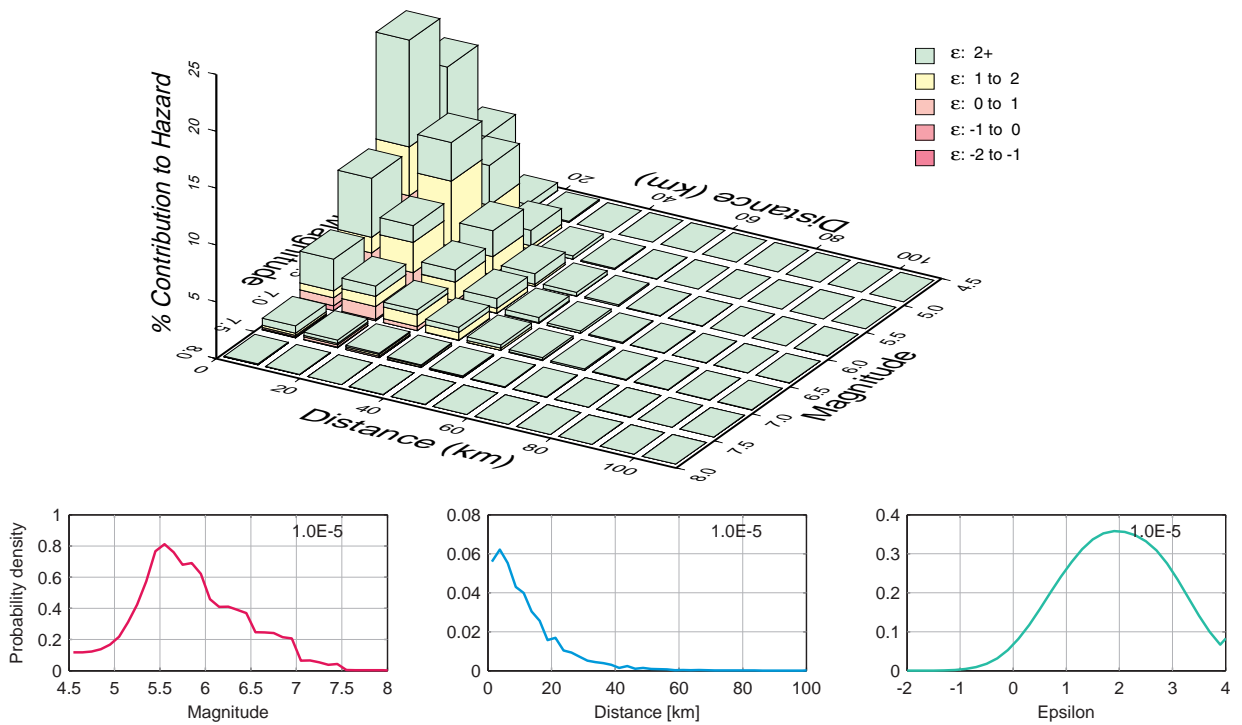 25
20
15
10
5
% Contribution to Hazard
ε: 2+
ε: 1 to 2
ε: 0 to 1
ε: -1 to 0
ε: -2 to -1
20
40
60
80
100
Distance (km)
Magnitude
7.0
7.5
8.0
0
20
40
60
80
100
Distance (km)
4.5
5.0
5.5
6.0
6.5
7.0
7.5
8.0
Magnitude
Probability density
1
0.8
0.6
0.4
0.2
0
1.0E-5
4.5 5 5.5 6 6.5 7 7.5 8
Magnitude
0.08
0.06
0.04
0.02
0
1.0E-5
0 20 40 60 80 100
Distance [km]
0.4
0.3
0.2
0.1
0
1.0E-5
-2 -1 0 1 2 3 4
Epsilon